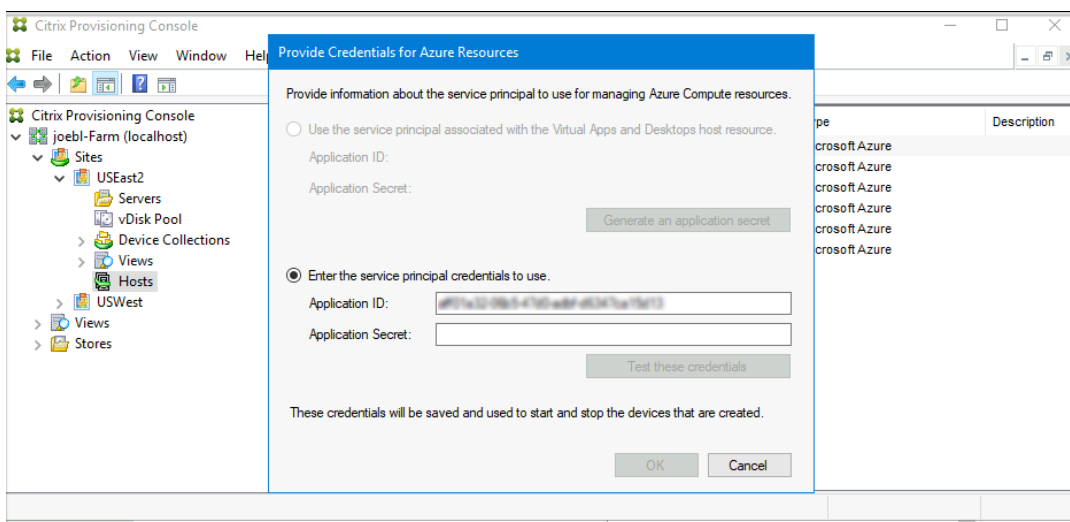 Citrix Provisioning Console
File Action View Window Hel
Provide Credentials for Azure Resources
Provide information about the service principal to use for managing Azure Compute resources.
Citrix Provisioning Console
joebl-Farm (localhost)
Sites
USEast2
Servers
vDisk Pool
Device Collections
Views
Hosts
USWest
Views
Stores
Use the service principal associated with the Virtual Apps and Desktops host resource.
Application ID:
Application Secret:
Generate an application secret
Enter the service principal credentials to use.
Application ID:
Application Secret:
Test these credentials
These credentials will be saved and used to start and stop the devices that are created.
OK Cancel
pe Description
crosoft Azure
crosoft Azure
crosoft Azure
crosoft Azure
crosoft Azure
crosoft Azure